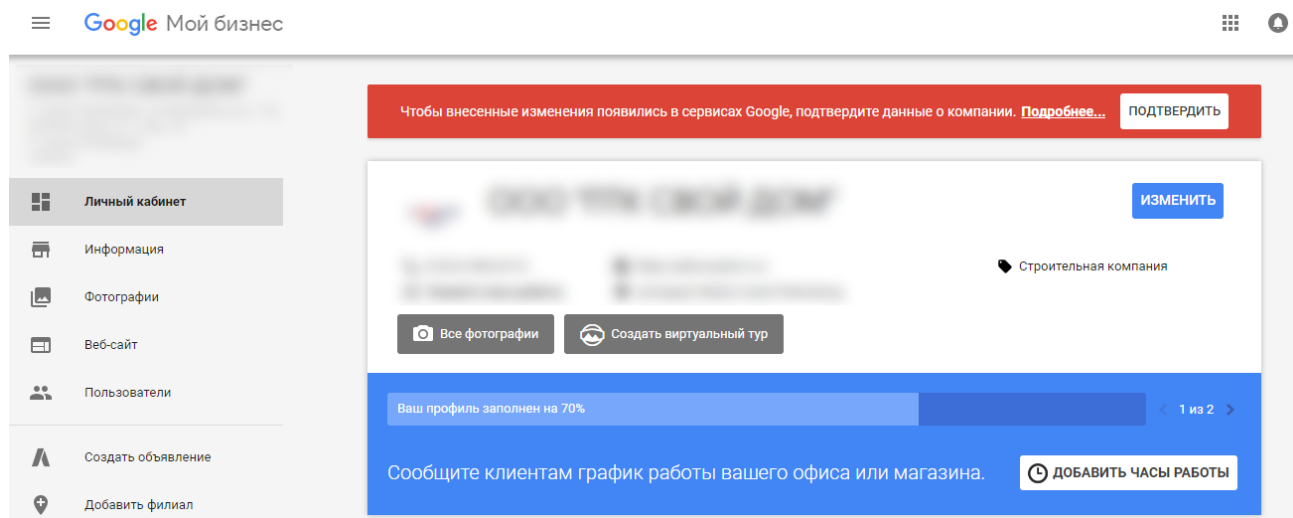 Google Мой бизнес
Чтобы внесенные изменения появились в сервисах Google, подтвердите данные о компании. Подробнее...
ПОДТВЕРДИТЬ
Личный кабинет
Информация
Фотографии
Веб-сайт
Пользователи
Создать объявление
Добавить филиал
ИЗМЕНИТЬ
Строительная компания
Все фотографии
Создать виртуальный тур
Ваш профиль заполнен на 70%
1 из 2
Сообщите клиентам график работы вашего офиса или магазина.
ДОБАВИТЬ ЧАСЫ РАБОТЫ